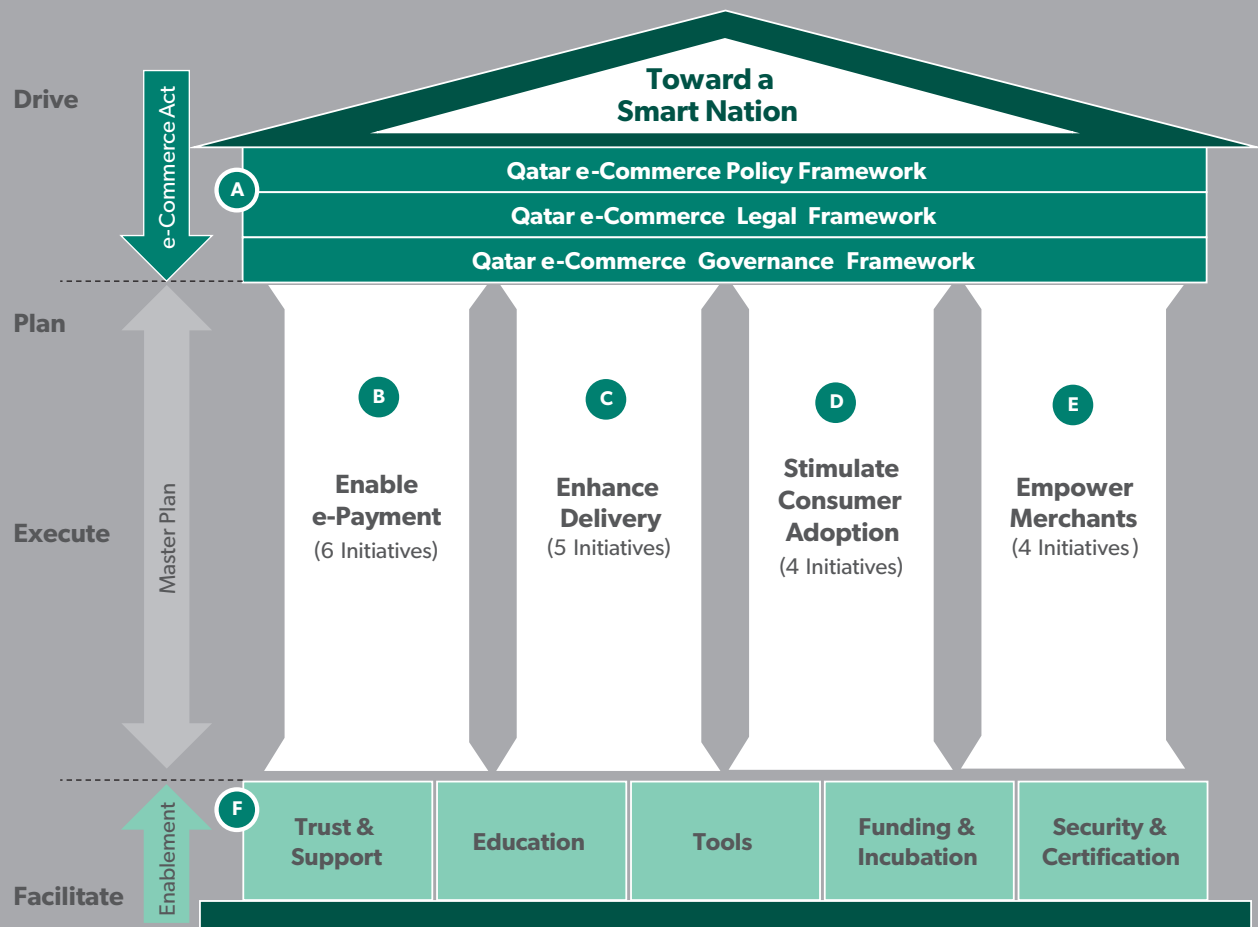 Drive
e-Commerce Act
Toward a
Smart Nation
A
Qatar e-Commerce Policy Framework
Qatar e-Commerce Legal Framework
Qatar e-Commerce Governance Framework
Plan
Execute
Master Plan
B
Enable
e-Payment
(6 Initiatives)
C
Enhance
Delivery
(5 Initiatives)
D
Stimulate
Consumer
Adoption
(4 Initiatives)
E
Empower
Merchants
(4 Initiatives)
Facilitate
Enablement
F
Trust &
Support
Education
Tools
Funding &
Incubation
Security &
Certification